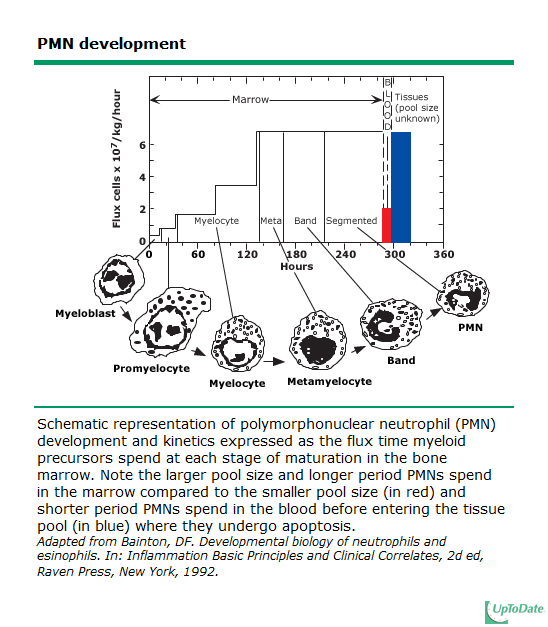 PMN development
Marrow
BLOOD
Tissues
(pool size
unknown)
Flux cells x 10⁷/kg/hour
6
4
2
0
Myelocyte Meta Band Segmented
0 60 120 180 240 300 360
Hours
Myeloblast
Promyelocyte
Myelocyte
Metamyelocyte
Band
PMN
Schematic representation of polymorphonuclear neutrophil (PMN)
development and kinetics expressed as the flux time myeloid
precursors spend at each stage of maturation in the bone
marrow. Note the larger pool size and longer period PMNs spend
in the marrow compared to the smaller pool size (in red) and
shorter period PMNs spend in the blood before entering the tissue
pool (in blue) where they undergo apoptosis.
Adapted from Bainton, DF. Developmental biology of neutrophils and
esinophils. In: Inflammation Basic Principles and Clinical Correlates, 2d ed,
Raven Press, New York, 1992.
UpToDate